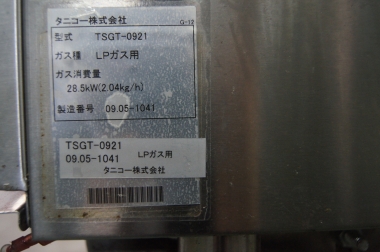 タニコー株式会社
G-17
型式 TSGT-0921
ガス種 LPガス用
ガス消費量
28.5kW(2.04kg/h)
製造番号 09.05-1041
TSGT-0921
09.05-1041 LPガス用
タニコー株式会社